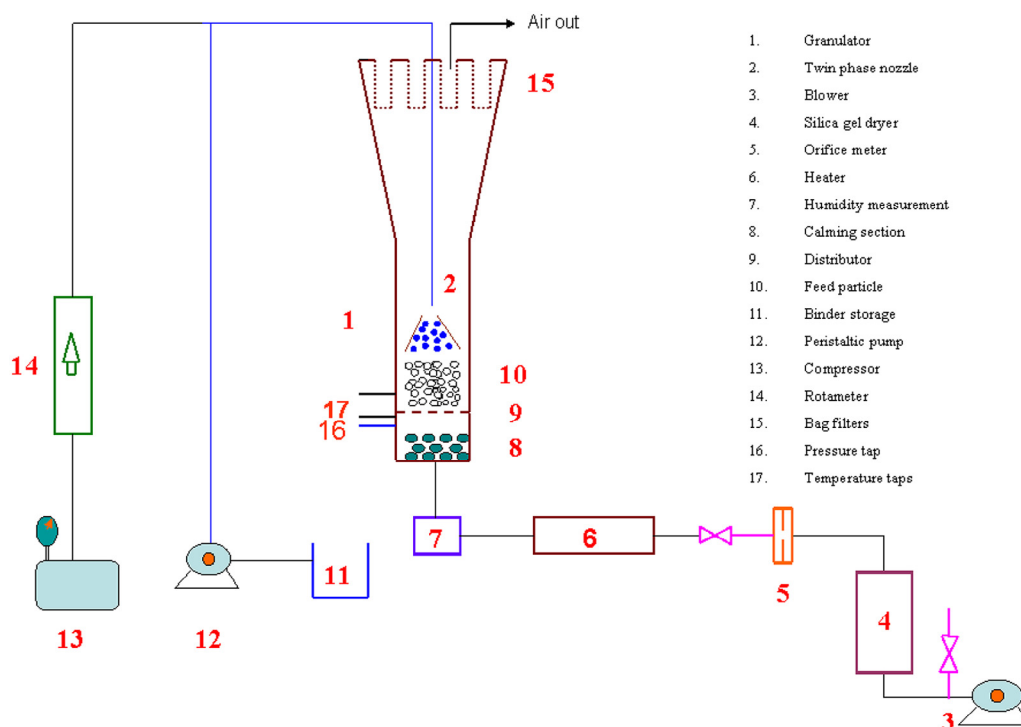 Air out
15
2
1
14
10
17
9
16
8
7
6
11
5
4
13
12
3
1. Granulator
2. Twin phase nozzle
3. Blower
4. Silica gel dryer
5. Orifice meter
6. Heater
7. Humidity measurement
8. Calming section
9. Distributor
10. Feed particle
11. Binder storage
12. Peristaltic pump
13. Compressor
14. Rotameter
15. Bag filters
16. Pressure tap
17. Temperature taps